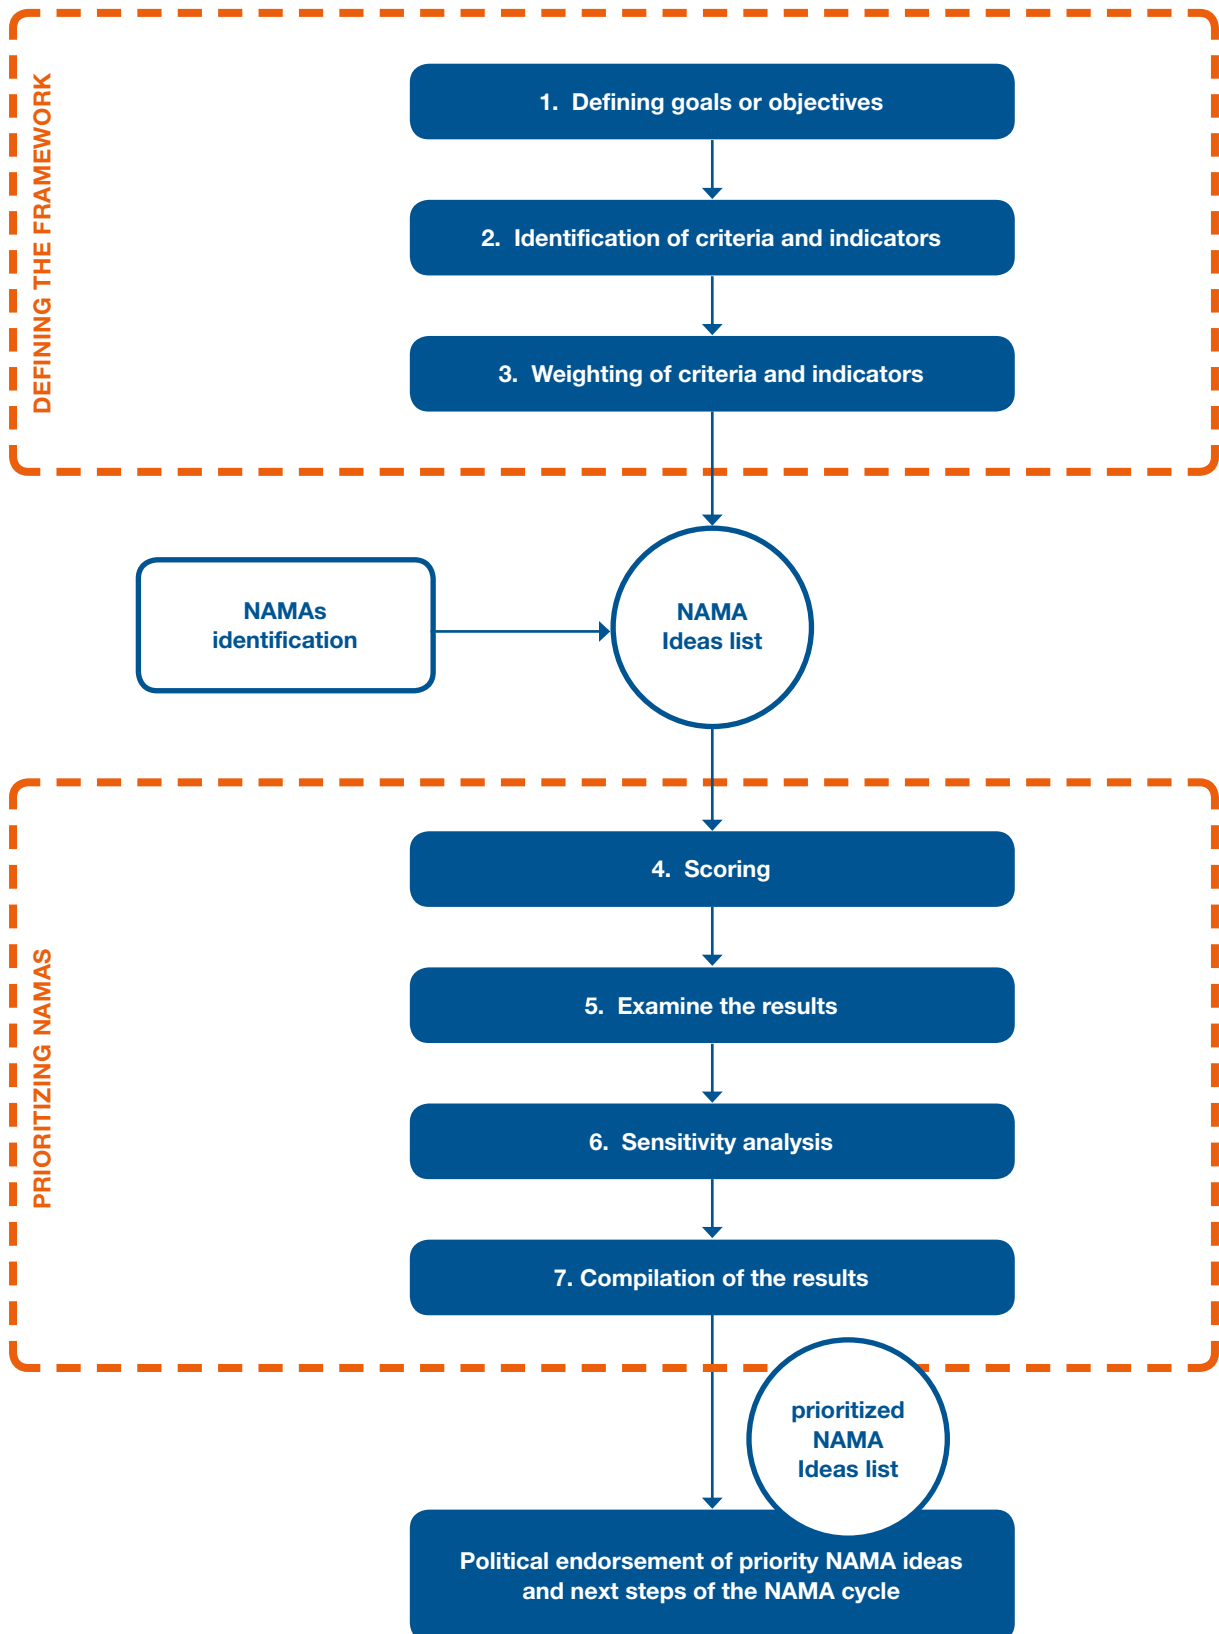 DEFINING THE FRAMEWORK
1. Defining goals or objectives
2. Identification of criteria and indicators
3. Weighting of criteria and indicators
NAMAs
identification
NAMA
Ideas list
PRIORITIZING NAMAS
4. Scoring
5. Examine the results
6. Sensitivity analysis
7. Compilation of the results
prioritized
NAMA
Ideas list
Political endorsement of priority NAMA ideas
and next steps of the NAMA cycle